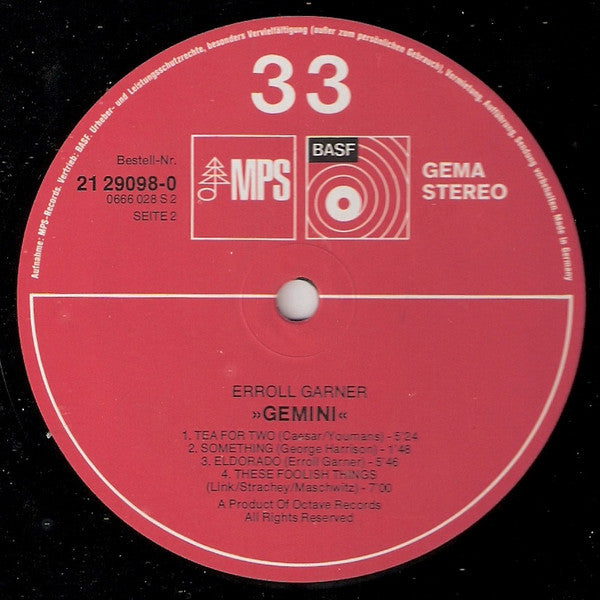 Aufnahme: MPS-Records. Vertrieb: BASF. Urheber- und Leistungsschutzrechte, besonders Vervielfältigung (außer zum persönlichen Gebrauch), Vermietung, Aufführung, Sendung vorbehalten. Made in Germany
33
Bestell-Nr.
21 29098-0
0666 028 S 2
SEITE 2
MPS
BASF
GEMA
STEREO
ERROLL GARNER
»GEMINI«
1. TEA FOR TWO (Caesar/Youmans) - 5'24
2. SOMETHING (George Harrison) - 1'48
3. ELDORADO (Erroll Garner) - 5'46
4. THESE FOOLISH THINGS
(Link/Strachey/Maschwitz) - 7'00
A Product Of Octave Records
All Rights Reserved